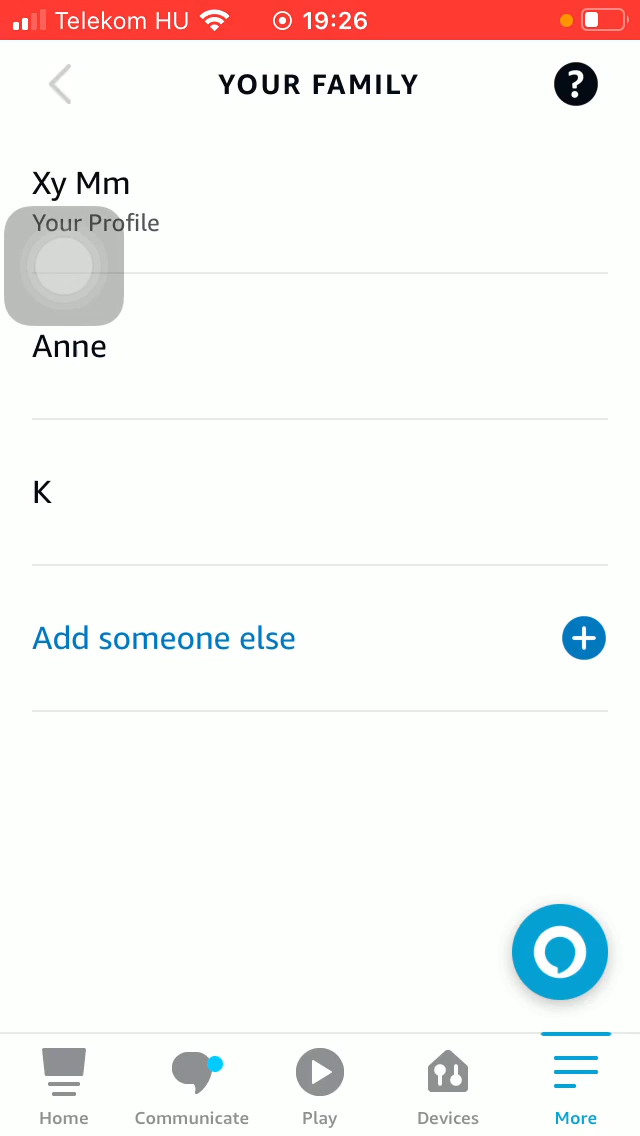 Telekom HU 19:26
YOUR FAMILY
?
Xy Mm
Your Profile
Anne
K
Add someone else
Home Communicate Play Devices More